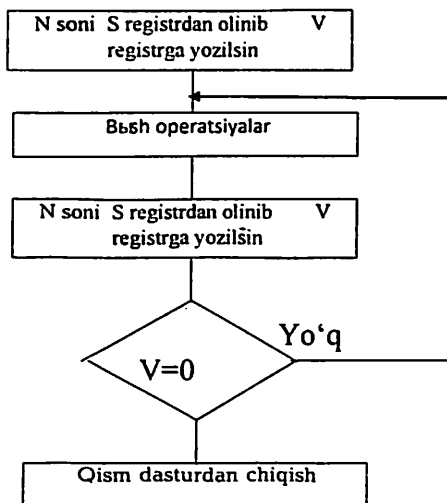 N soni S registrdan olinib V
registrga yozilsin
Bьsh operatsiyalar
N soni S registrdan olinib V
registrga yozilsin
Yo‘q
V=0
Qism dasturdan chiqish